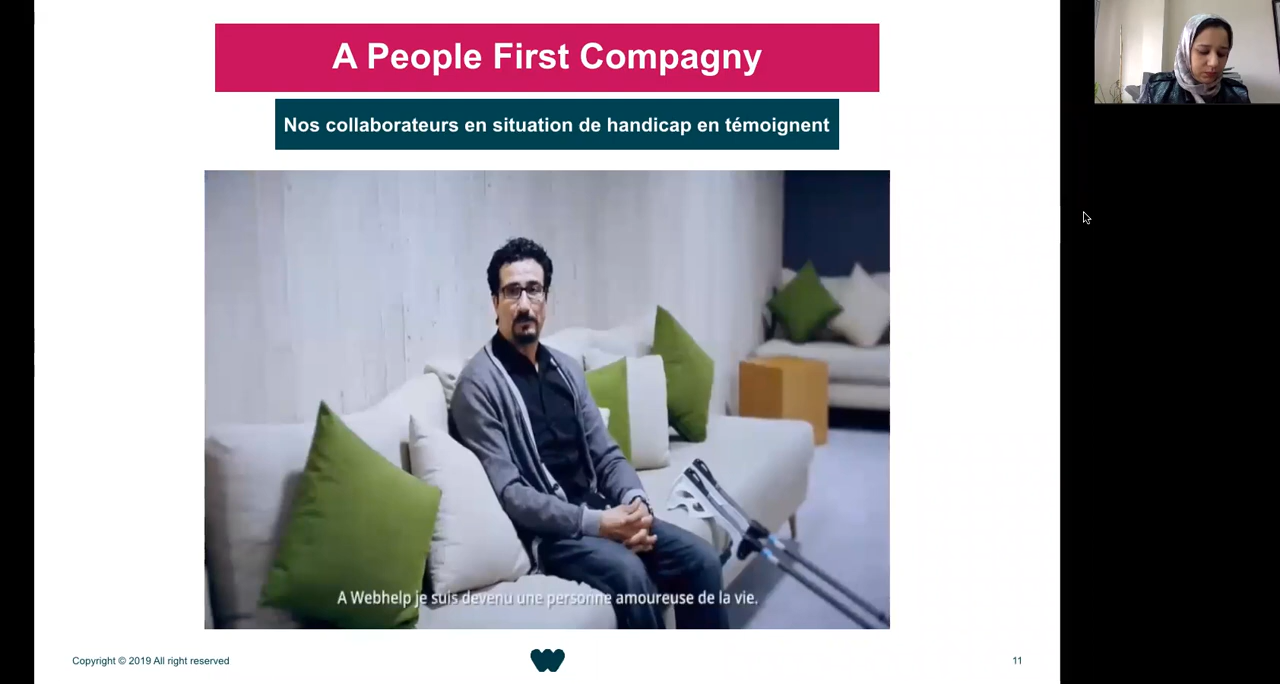 A People First Compagny
Nos collaborateurs en situation de handicap en témoignent
A Webhelp je suis devenu une personne amoureuse de la vie.
Copyright © 2019 All right reserved
11